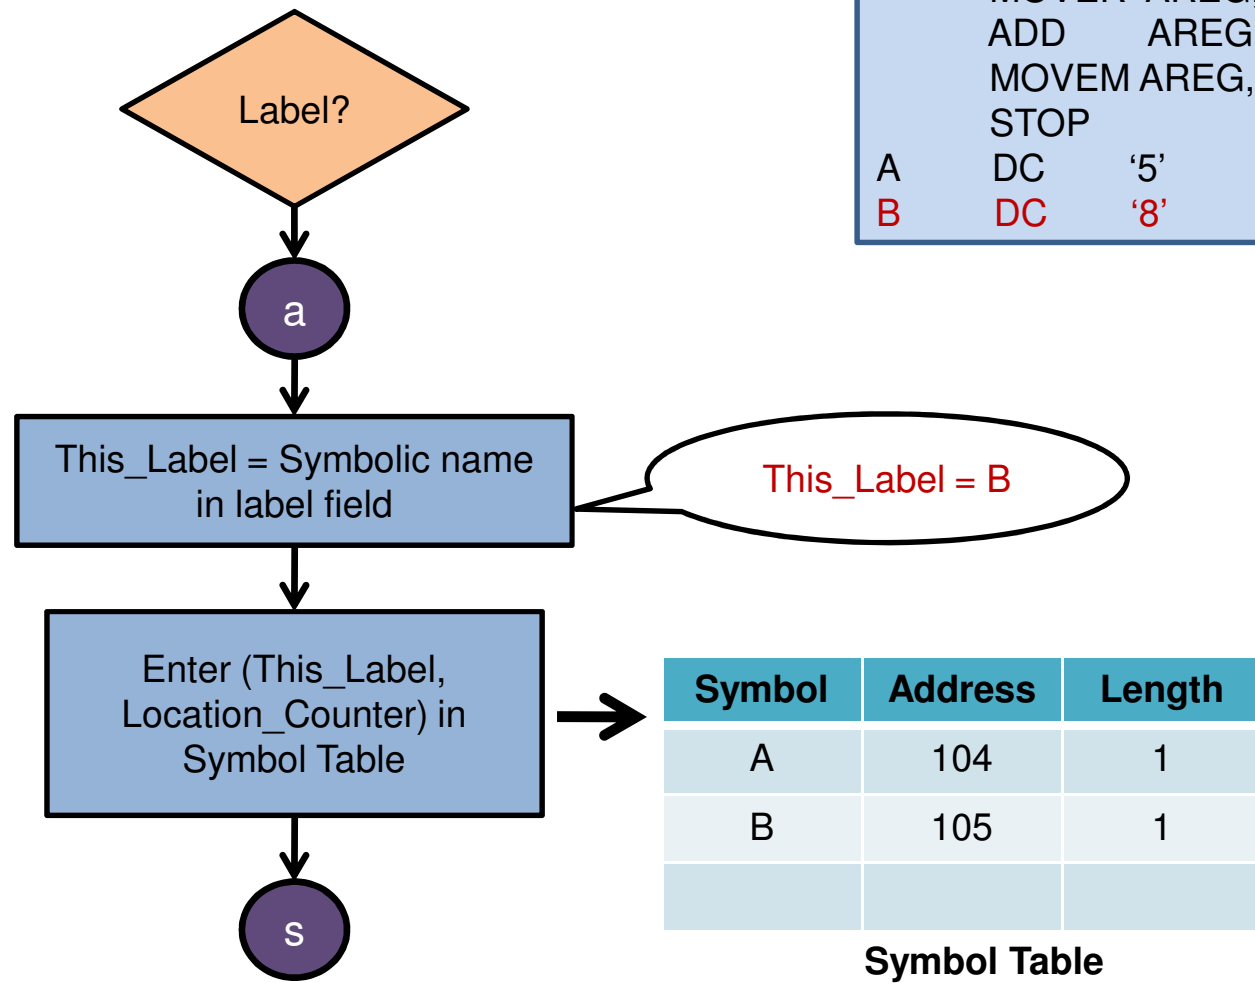 Label?
ADD AREG
MOVEM AREG,
STOP
A DC ‘5’
B DC ‘8’
a
This_Label = Symbolic name
in label field
This_Label = B
Enter (This_Label,
Location_Counter) in
Symbol Table
Symbol Address Length
A 104 1
B 105 1
s
Symbol Table